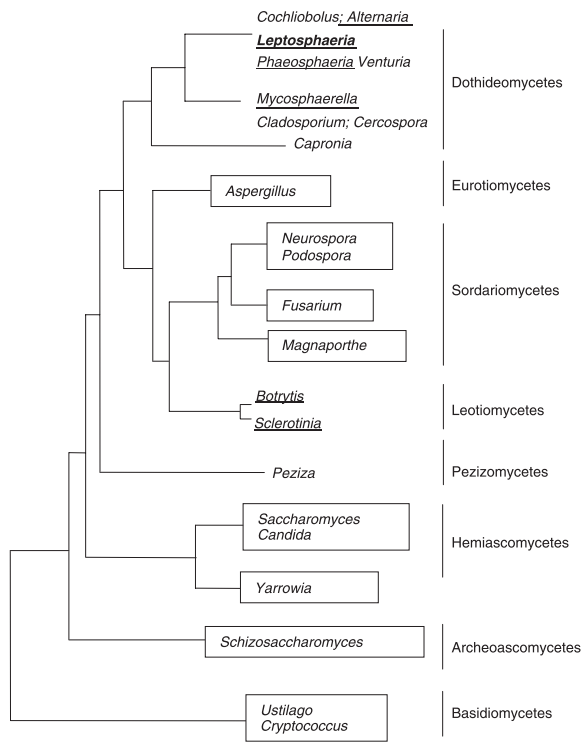 Cochliobolus; Alternaria
Leptosphaeria
Phaeosphaeria Venturia
Mycosphaerella
Cladosporium; Cercospora
Capronia
Dothideomycetes
Aspergillus
Eurotiomycetes
Neurospora
Podospora
Fusarium
Magnaporthe
Sordariomycetes
Botrytis
Sclerotinia
Leotiomycetes
Peziza
Pezizomycetes
Saccharomyces
Candida
Yarrowia
Hemiascomycetes
Schizosaccharomyces
Archeoascomycetes
Ustilago
Cryptococcus
Basidiomycetes